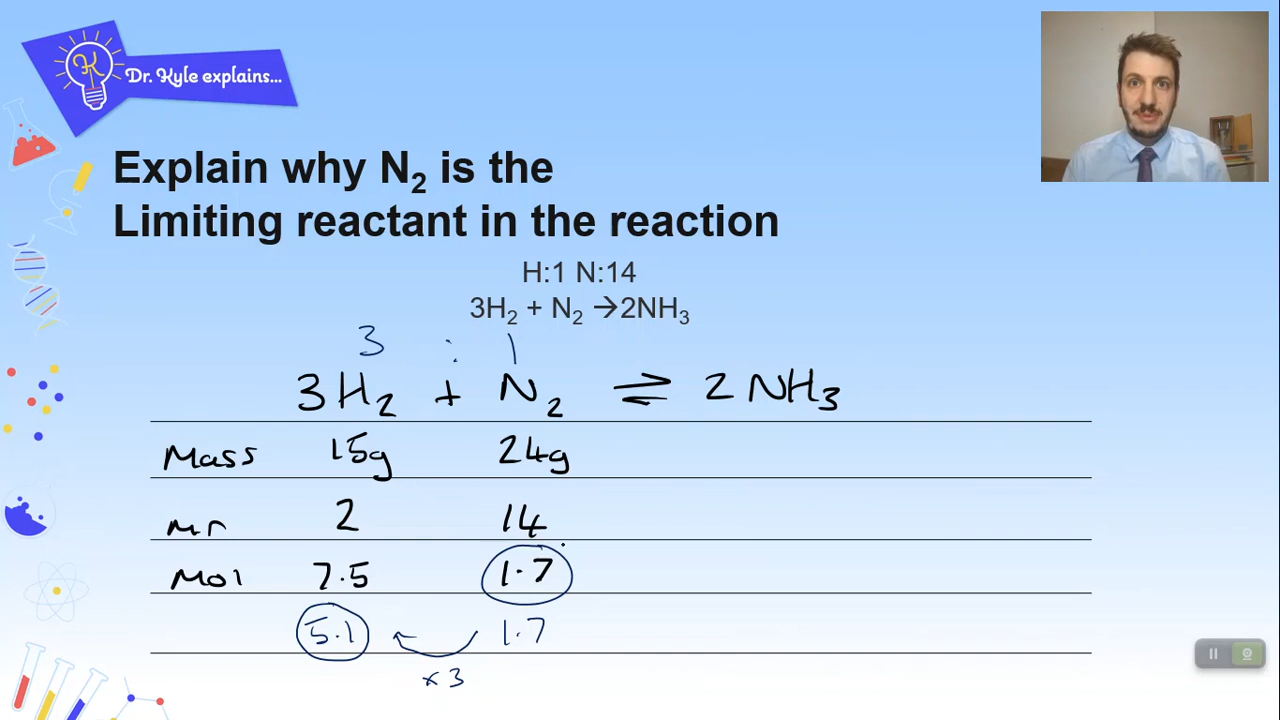 Dr. Kyle explains...
Explain why N₂ is the
Limiting reactant in the reaction
H:1 N:14
3H₂ + N₂ →2NH₃
3 : 1
3H₂ + N₂ ⇌ 2NH₃
Mass 15g 24g
Mr 2 14
Mol 7.5 1.7
5.1 1.7
×3